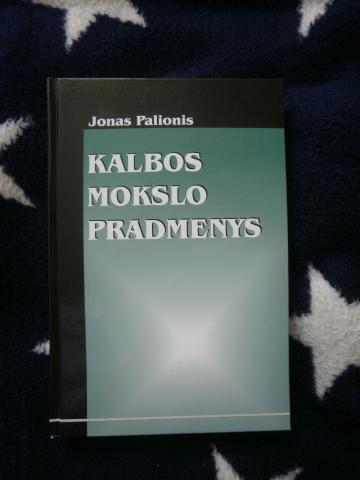 Jonas Palionis
KALBOS
MOKSLO
PRADMENYS